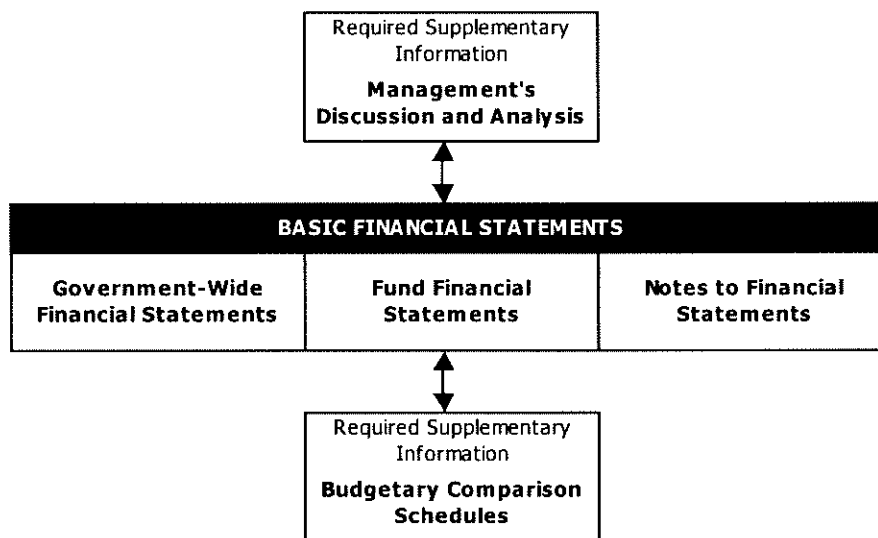 Required Supplementary
Information
Management's
Discussion and Analysis
BASIC FINANCIAL STATEMENTS
Government-Wide
Financial Statements
Fund Financial
Statements
Notes to Financial
Statements
Required Supplementary
Information
Budgetary Comparison
Schedules